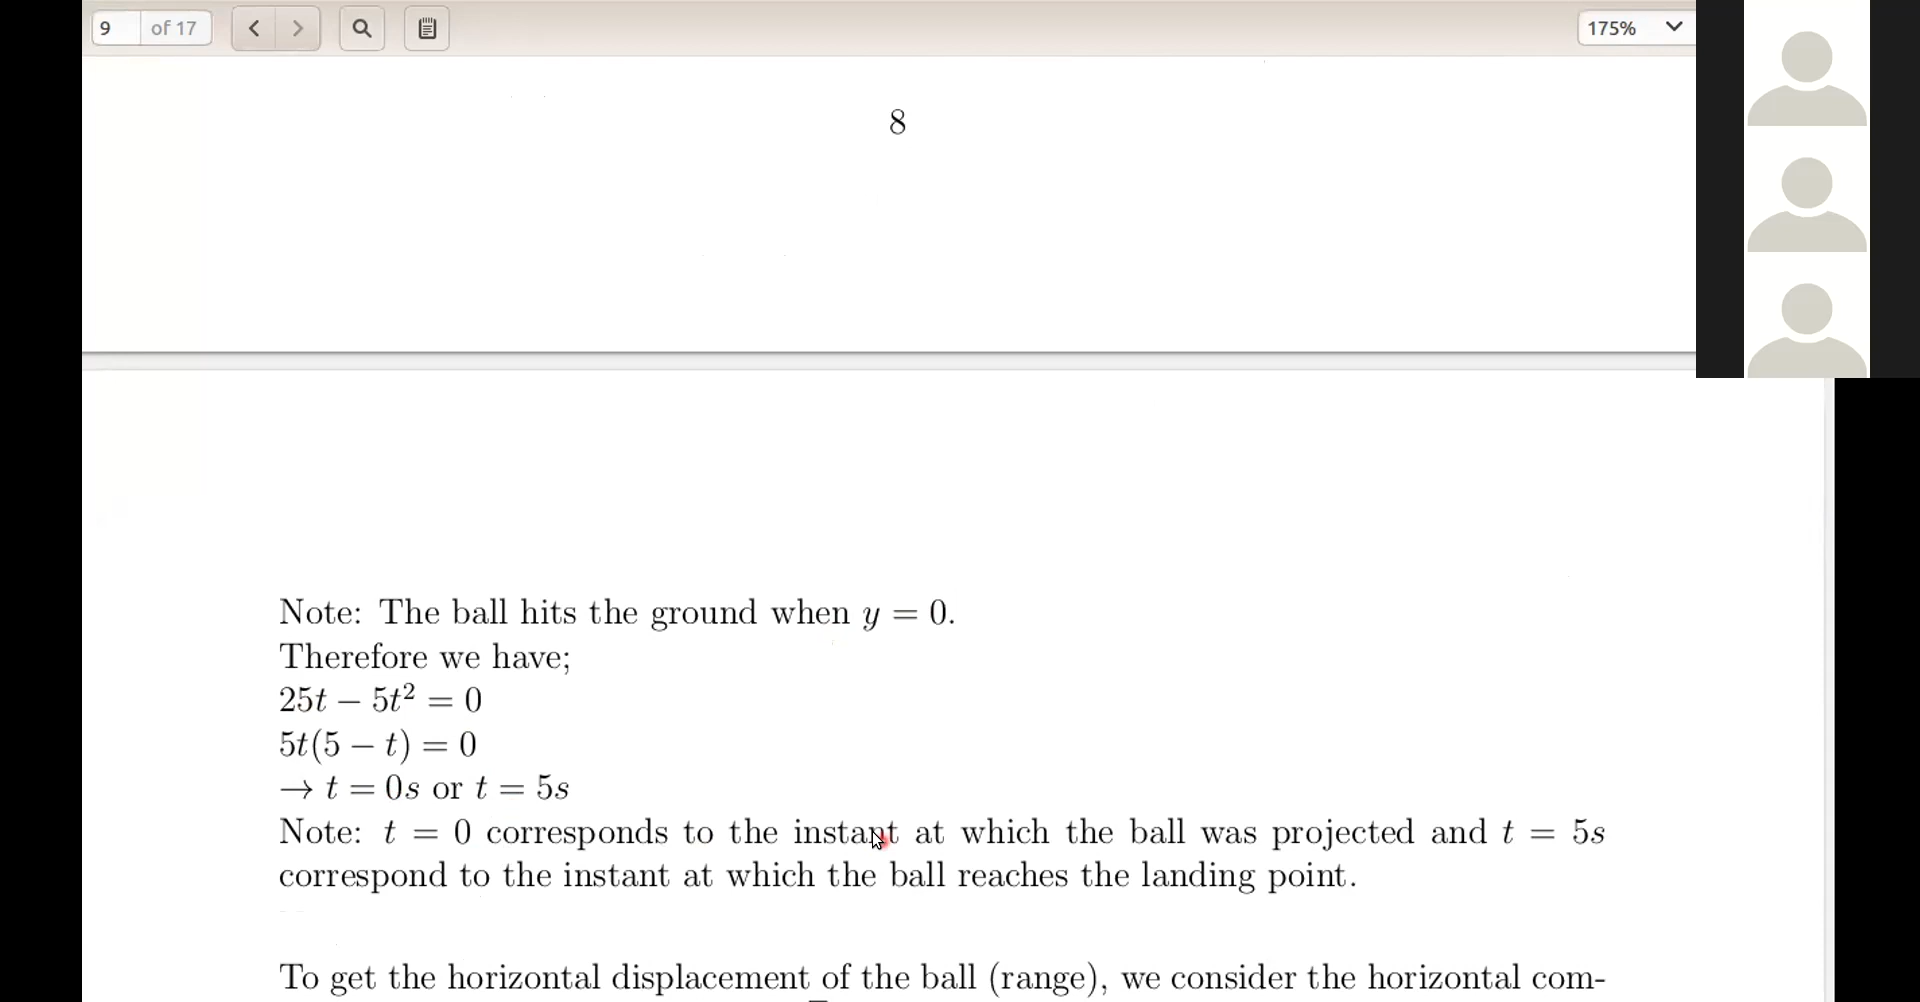 9 of 17 175%
8
Note: The ball hits the ground when y = 0.
Therefore we have;
25t − 5t² = 0
5t(5 − t) = 0
→ t = 0s or t = 5s
Note: t = 0 corresponds to the instant at which the ball was projected and t = 5s
correspond to the instant at which the ball reaches the landing point.
To get the horizontal displacement of the ball (range), we consider the horizontal com-